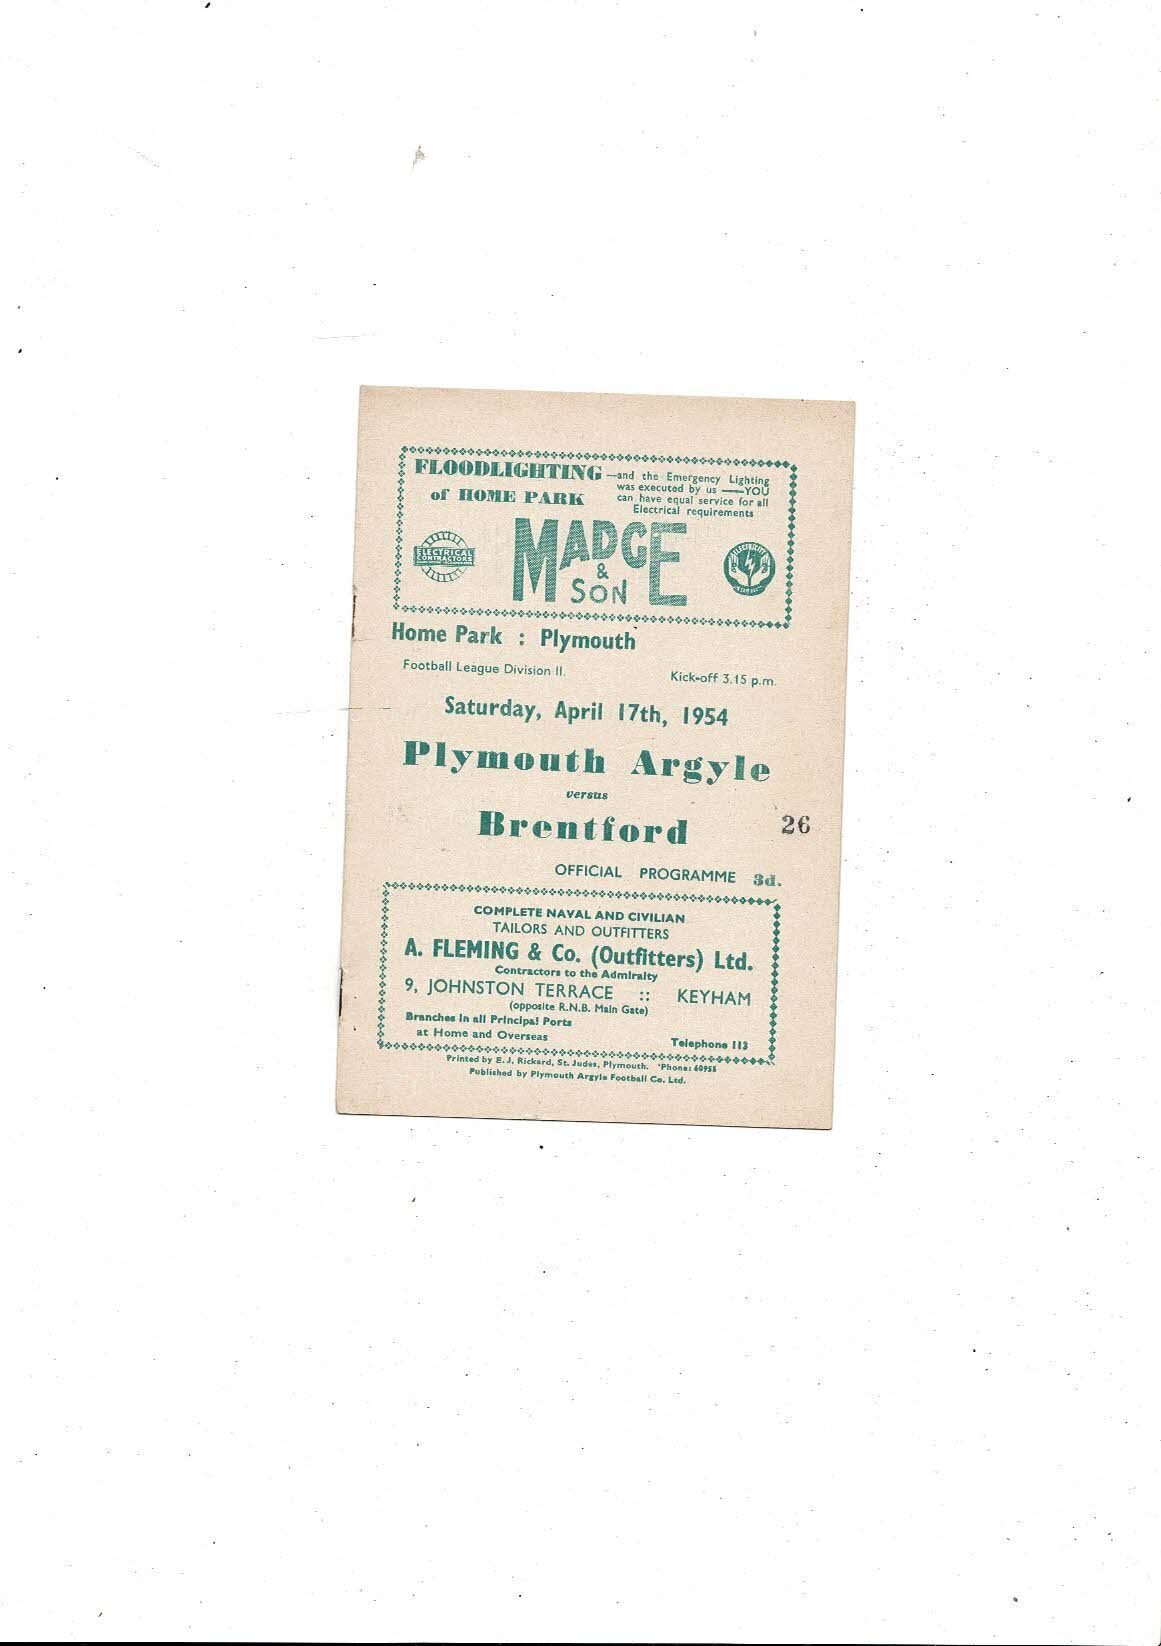 FLOODLIGHTING —and the Emergency Lighting
was executed by us —YOU
of HOME PARK can have equal service for all
Electrical requirements
MADGE
&
SON
ELECTRICAL
CONTRACTORS
ELECTRICITY
Home Park : Plymouth
Football League Division II. Kick-off 3.15 p.m.
Saturday, April 17th, 1954
Plymouth Argyle
versus
Brentford
26
OFFICIAL PROGRAMME 3d.
COMPLETE NAVAL AND CIVILIAN
TAILORS AND OUTFITTERS
A. FLEMING & Co. (Outfitters) Ltd.
Contractors to the Admiralty
9, JOHNSTON TERRACE :: KEYHAM
(opposite R.N.B. Main Gate)
Branches in all Principal Ports
at Home and Overseas Telephone 113
Printed by E. J. Rickard, St. Judes, Plymouth. 'Phone: 60955
Published by Plymouth Argyle Football Co. Ltd.